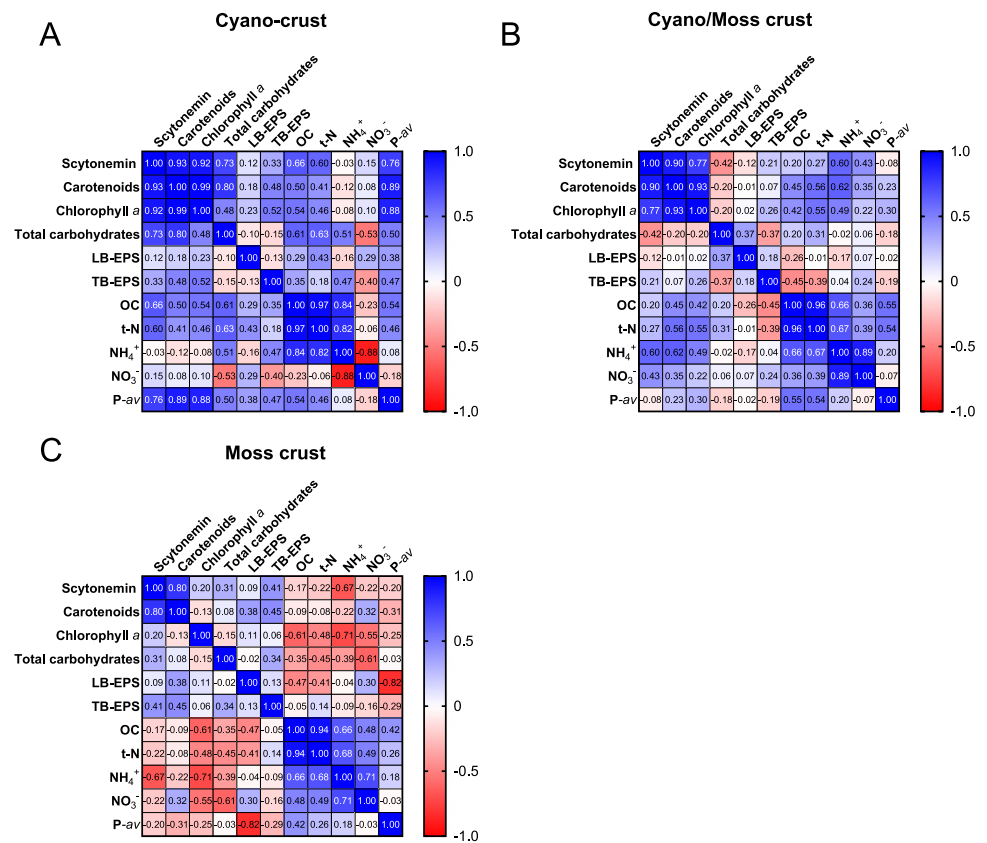 A
Cyano-crust
Scytonemin
Carotenoids
Chlorophyll a
Total carbohydrates
LB-EPS
TB-EPS
OC
t-N
NH₄⁺
NO₃⁻
P-av
Scytonemin 1.00 0.93 0.92 0.73 0.12 0.33 0.66 0.60 -0.03 0.15 0.76
Carotenoids 0.93 1.00 0.99 0.80 0.18 0.48 0.50 0.41 -0.12 0.08 0.89
Chlorophyll a 0.92 0.99 1.00 0.48 0.23 0.52 0.54 0.46 -0.08 0.10 0.88
Total carbohydrates 0.73 0.80 0.48 1.00 -0.10 -0.15 0.61 0.63 0.51 -0.53 0.50
LB-EPS 0.12 0.18 0.23 -0.10 1.00 -0.13 0.29 0.43 -0.16 0.29 0.38
TB-EPS 0.33 0.50 0.54 -0.15 -0.13 1.00 0.35 0.18 0.47 -0.40 0.47
OC 0.66 0.50 0.54 0.61 0.29 0.35 1.00 0.97 0.84 -0.23 0.54
t-N 0.60 0.41 0.46 0.63 0.43 0.18 0.97 1.00 0.82 -0.06 0.46
NH₄⁺ -0.03 -0.12 -0.08 0.51 -0.16 0.47 0.84 0.82 1.00 -0.88 0.08
NO₃⁻ 0.15 0.08 0.10 -0.53 0.29 -0.40 -0.23 -0.06 -0.88 1.00 -0.18
P-av 0.76 0.89 0.88 0.50 0.38 0.47 0.54 0.46 0.08 -0.18 1.00
1.0
0.5
0
-0.5
-1.0
B
Cyano/Moss crust
Scytonemin
Carotenoids
Chlorophyll a
Total carbohydrates
LB-EPS
TB-EPS
OC
t-N
NH₄⁺
NO₃⁻
P-av
Scytonemin 1.00 0.90 0.77 -0.42 -0.12 0.21 0.20 0.27 0.60 0.43 -0.08
Carotenoids 0.90 1.00 0.93 -0.20 -0.01 0.07 0.45 0.56 0.62 0.35 0.23
Chlorophyll a 0.77 0.93 1.00 -0.20 0.02 0.26 0.42 0.55 0.49 0.22 0.30
Total carbohydrates -0.42 -0.20 -0.20 1.00 0.37 -0.37 0.20 0.31 -0.02 0.06 -0.18
LB-EPS -0.12 -0.01 0.02 0.37 1.00 0.18 -0.26 -0.01 -0.17 0.07 -0.02
TB-EPS 0.21 0.07 0.26 -0.37 0.18 1.00 -0.45 -0.39 -0.04 0.24 -0.19
OC 0.20 0.45 0.42 0.20 -0.26 -0.45 1.00 0.96 0.66 0.36 0.55
t-N 0.27 0.56 0.55 0.31 -0.01 -0.39 0.96 1.00 0.67 0.39 0.54
NH₄⁺ 0.60 0.62 0.49 -0.02 -0.17 0.04 0.66 0.67 1.00 0.89 0.20
NO₃⁻ 0.43 0.35 0.22 0.06 0.07 0.24 0.36 0.39 0.89 1.00 -0.07
P-av -0.08 0.23 0.30 -0.18 -0.02 -0.19 0.55 0.54 0.20 -0.07 1.00
1.0
0.5
0
-0.5
-1.0
C
Moss crust
Scytonemin
Carotenoids
Chlorophyll a
Total carbohydrates
LB-EPS
TB-EPS
OC
t-N
NH₄⁺
NO₃⁻
P-av
Scytonemin 1.00 0.80 0.20 0.31 0.09 0.41 -0.17 -0.22 -0.67 -0.22 -0.20
Carotenoids 0.80 1.00 -0.13 0.08 0.38 0.45 -0.09 -0.08 -0.22 0.32 -0.31
Chlorophyll a 0.20 -0.13 1.00 -0.15 0.11 0.06 -0.61 -0.48 -0.71 -0.55 -0.25
Total carbohydrates 0.31 0.08 -0.15 1.00 -0.02 0.34 -0.35 -0.45 -0.39 -0.61 -0.03
LB-EPS 0.09 0.38 0.11 -0.02 1.00 0.13 -0.47 -0.41 -0.04 0.30 -0.82
TB-EPS 0.41 0.45 0.06 0.34 0.13 1.00 -0.05 0.14 -0.09 -0.16 -0.29
OC -0.17 -0.09 -0.61 -0.35 -0.47 -0.05 1.00 0.94 0.66 0.48 0.42
t-N -0.22 -0.08 -0.48 -0.45 -0.41 0.14 0.94 1.00 0.68 0.49 0.26
NH₄⁺ -0.67 -0.22 -0.71 -0.39 -0.04 -0.09 0.66 0.68 1.00 0.71 0.18
NO₃⁻ -0.22 0.32 -0.55 -0.61 0.30 -0.16 0.48 0.49 0.71 1.00 -0.03
P-av -0.20 -0.31 -0.25 -0.03 -0.82 -0.29 0.42 0.26 0.18 -0.03 1.00
1.0
0.5
0
-0.5
-1.0